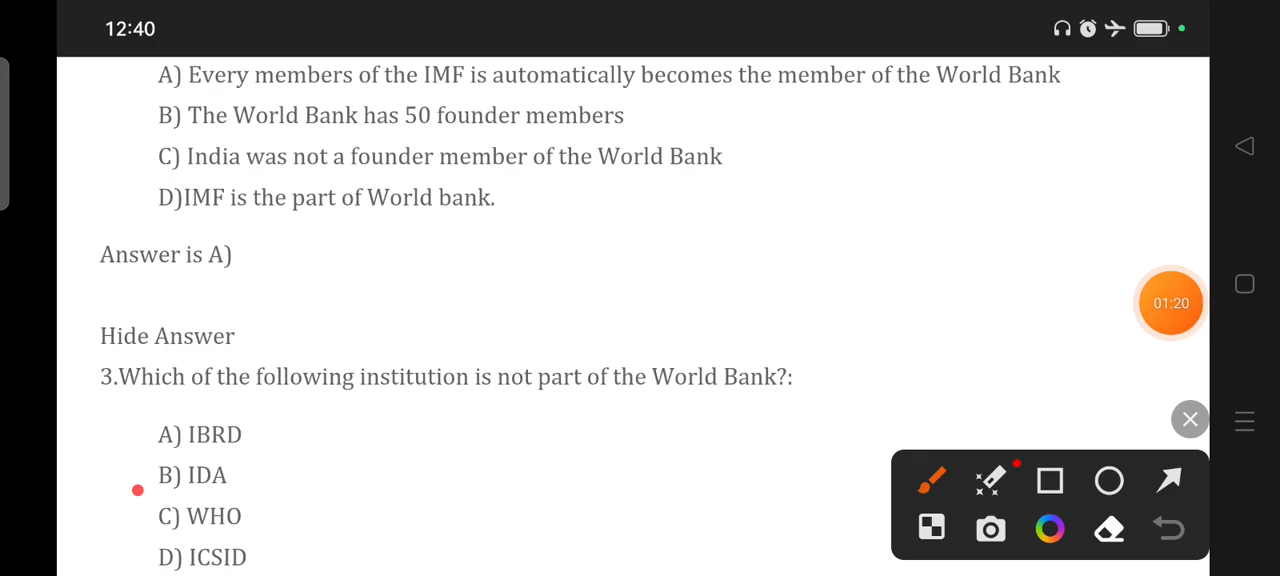 12:40
A) Every members of the IMF is automatically becomes the member of the World Bank
B) The World Bank has 50 founder members
C) India was not a founder member of the World Bank
D)IMF is the part of World bank.
Answer is A)
01:20
Hide Answer
3.Which of the following institution is not part of the World Bank?:
A) IBRD
B) IDA
C) WHO
D) ICSID